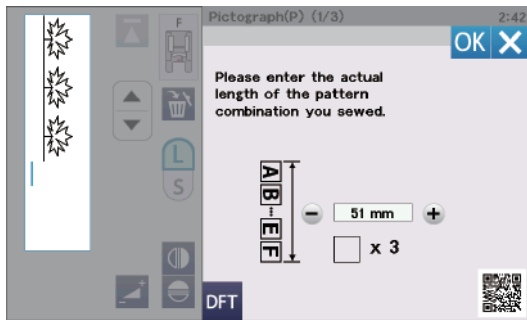 F
Pictograph(P) (1/3)
2:42
OK
Please enter the actual
length of the pattern
combination you sewed.
L
S
A
B
E
F
51 mm
x 3
DFT